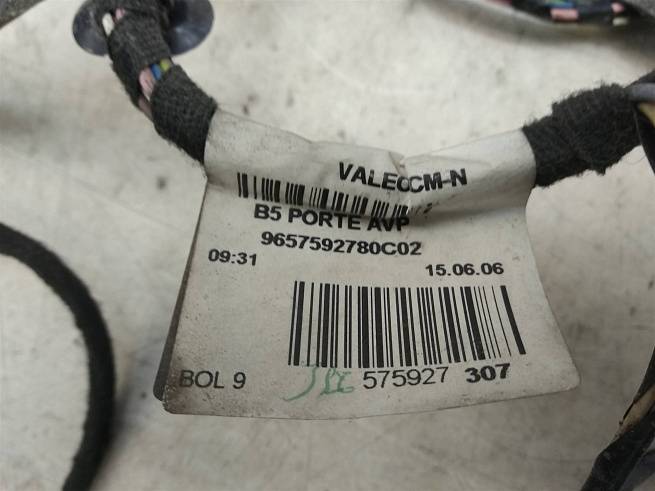 VALEOCM-N
B5 PORTE AVP
9657592780C02
09:31
15.06.06
BOL 9 575927 307